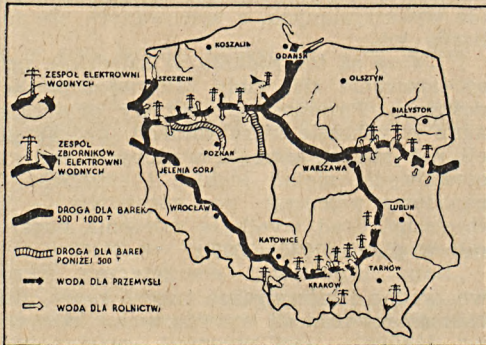 ZESPÓŁ ELEKTROWNI
WODNYCH
ZESPÓŁ
ZBIORNIKÓW
I ELEKTROWNI
WODNYCH
DROGA DLA BAREK
500 I 1000 T
DROGA DLA BAREK
PONIŻEJ 500 T
WODA DLA PRZEMYSŁU
WODA DLA ROLNICTWA
KOSZALIN
GDAŃSK
SZCZECIN
OLSZTYN
BIAŁYSTOK
POZNAŃ
WARSZAWA
JELENIA GÓRA
WROCŁAW
LUBLIN
KATOWICE
KRAKÓW
TARNÓW